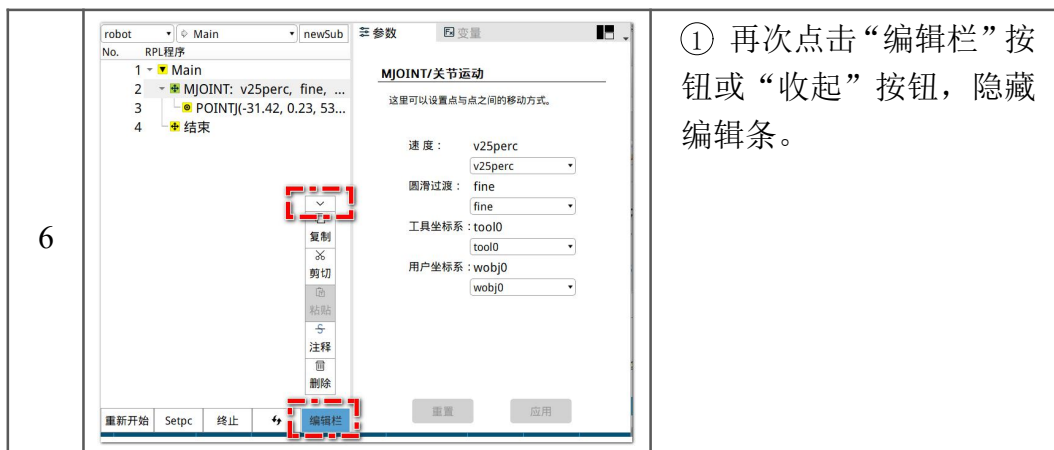 6
robot Main newSub
No. RPL程序
1 Main
2 MJOINT: v25perc, fine, ...
3 POINTJ(-31.42, 0.23, 53...
4 结束
复制
剪切
粘贴
注释
删除
重新开始 Setpc 终止 编辑栏
参数 变量
MJOINT/关节运动
这里可以设置点与点之间的移动方式。
速 度： v25perc
v25perc
圆滑过渡： fine
fine
工具坐标系：tool0
tool0
用户坐标系：wobj0
wobj0
重置 应用
① 再次点击“编辑栏”按
钮或“收起”按钮，隐藏
编辑条。